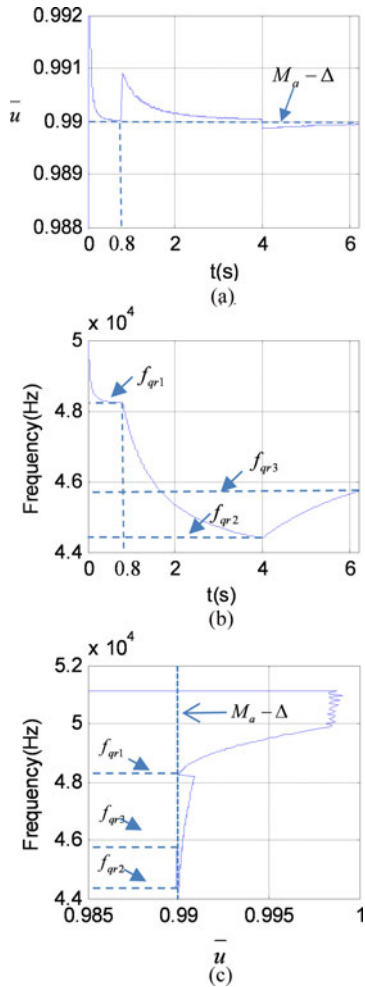 0.992
0.991
M_a − Δ
u̅
0.99
0.989
0.988
0 0.8 2 4 6
t(s)
(a).
x 10^4
5
f_qr1
Frequency(Hz)
4.8
f_qr3
4.6
f_qr2
4.4
0 0.8 2 4 6
t(s)
(b)
x 10^4
5.2
M_a − Δ
5
f_qr1
Frequency(Hz)
4.8
f_qr3
4.6
f_qr2
4.4
0.985 0.99 0.995 1
u̅
(c)